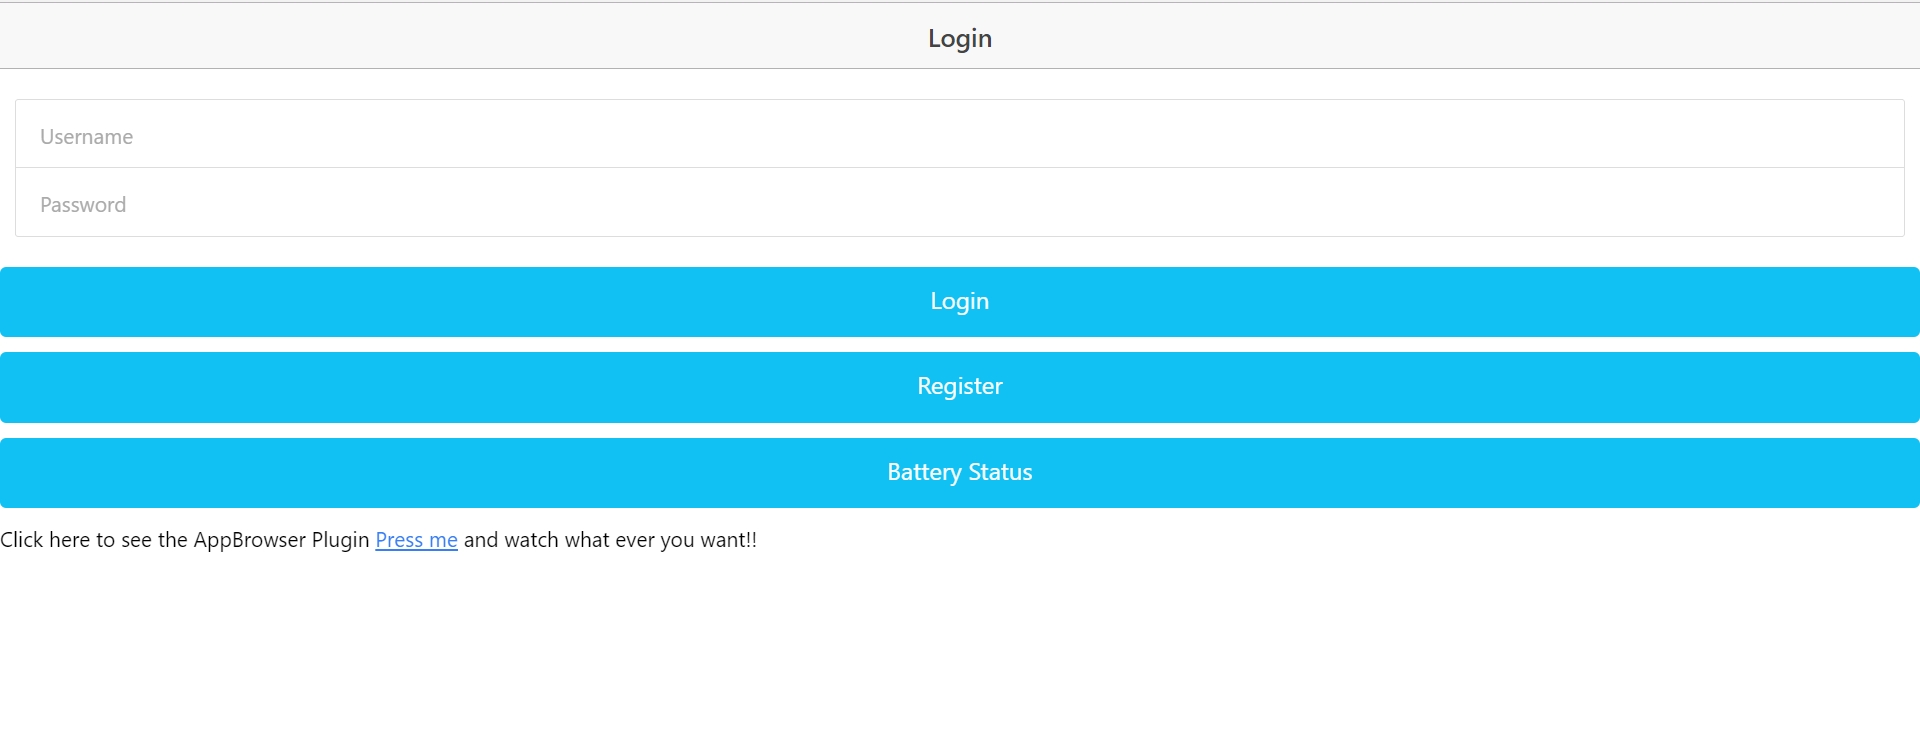 Login
Username
Password
Login
Register
Battery Status
Click here to see the AppBrowser Plugin Press me and watch what ever you want!!